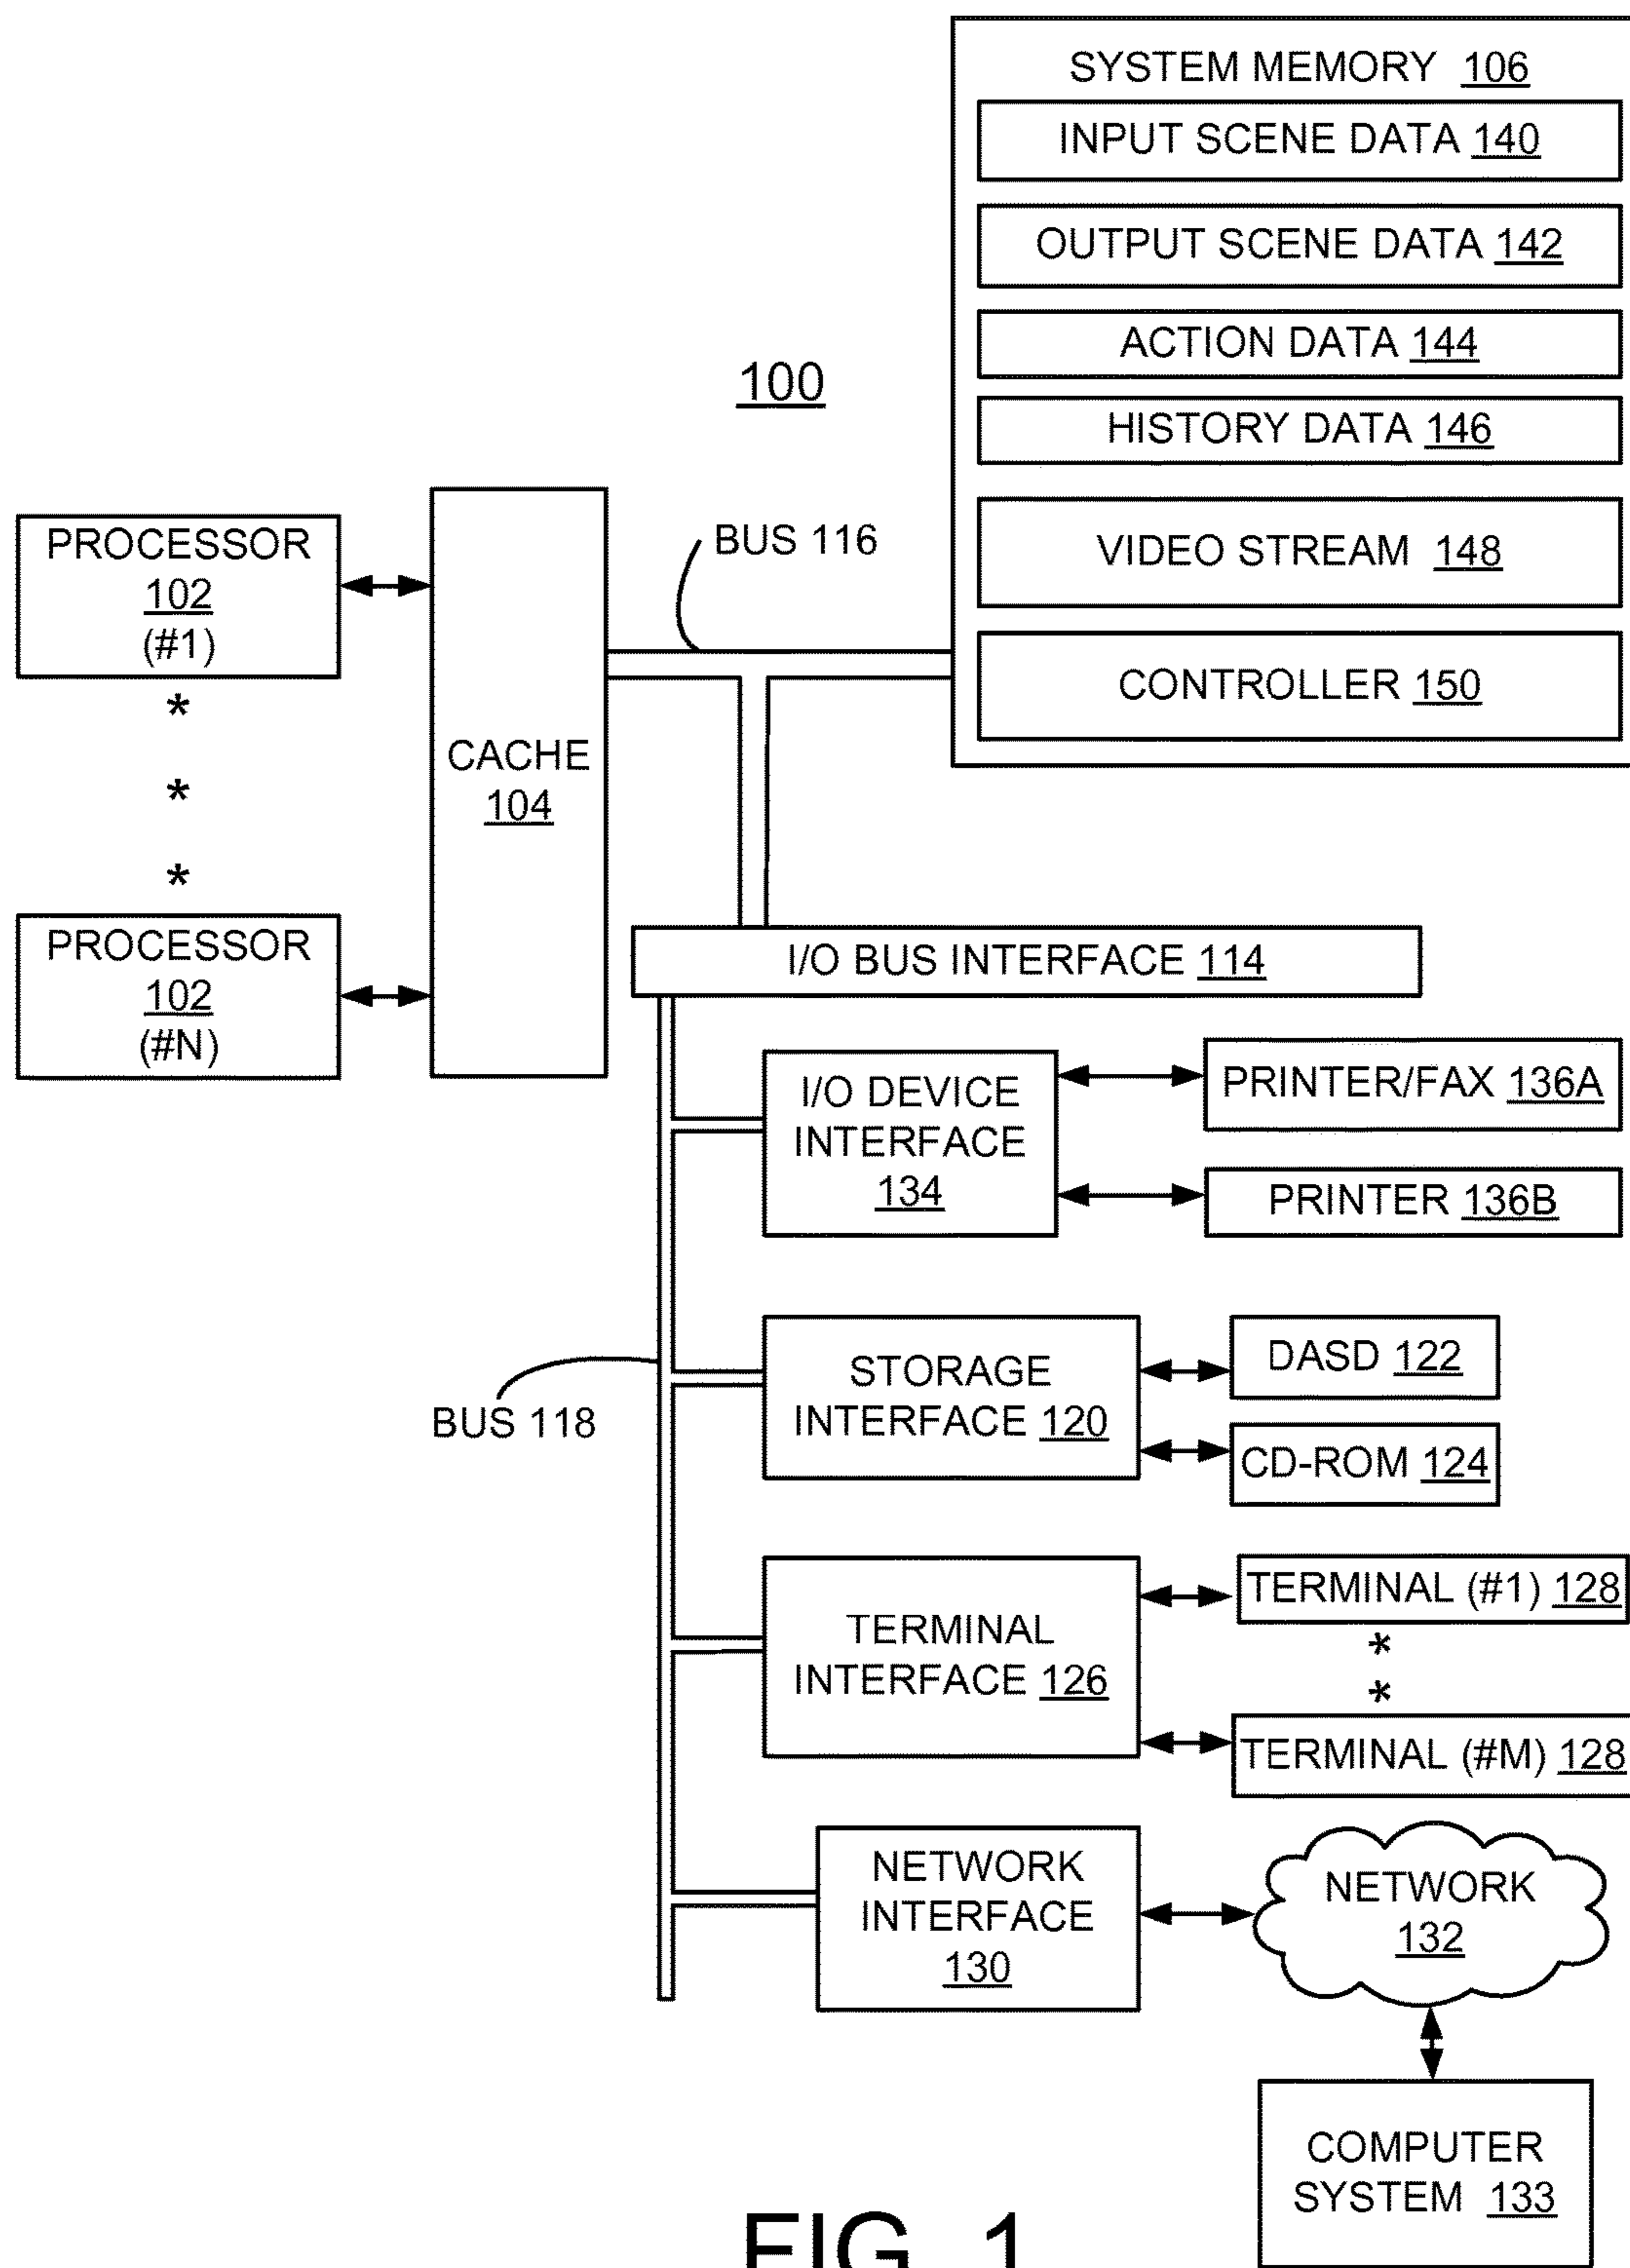 SYSTEM MEMORY 106
INPUT SCENE DATA 140
OUTPUT SCENE DATA 142
ACTION DATA 144
HISTORY DATA 146
VIDEO STREAM 148
CONTROLLER 150
100
PROCESSOR
102
(#1)
*
*
*
PROCESSOR
102
(#N)
CACHE
104
BUS 116
I/O BUS INTERFACE 114
I/O DEVICE
INTERFACE
134
PRINTER/FAX 136A
PRINTER 136B
BUS 118
STORAGE
INTERFACE 120
DASD 122
CD-ROM 124
TERMINAL
INTERFACE 126
TERMINAL (#1) 128
*
*
TERMINAL (#M) 128
NETWORK
INTERFACE
130
NETWORK
132
COMPUTER
SYSTEM 133
FIG. 1